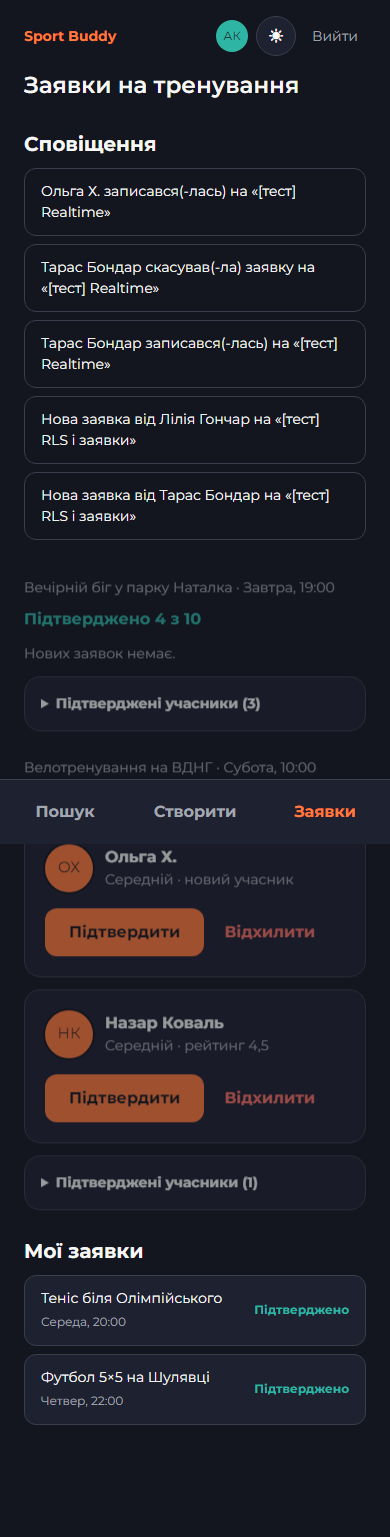 Sport Buddy
АК
Вийти
Заявки на тренування
Сповіщення
Ольга Х. записався(-лась) на «[тест]
Realtime»
Тарас Бондар скасував(-ла) заявку на
«[тест] Realtime»
Тарас Бондар записався(-лась) на «[тест]
Realtime»
Нова заявка від Лілія Гончар на «[тест]
RLS і заявки»
Нова заявка від Тарас Бондар на «[тест]
RLS і заявки»
Вечірній біг у парку Наталка · Завтра, 19:00
Підтверджено 4 з 10
Нових заявок немає.
Підтверджені учасники (3)
Велотренування на ВДНГ · Субота, 10:00
Пошук
Створити
Заявки
ОХ
Ольга Х.
Середній · новий учасник
Підтвердити
Відхилити
НК
Назар Коваль
Середній · рейтинг 4,5
Підтвердити
Відхилити
Підтверджені учасники (1)
Мої заявки
Теніс біля Олімпійського
Середа, 20:00
Підтверджено
Футбол 5×5 на Шулявці
Четвер, 22:00
Підтверджено